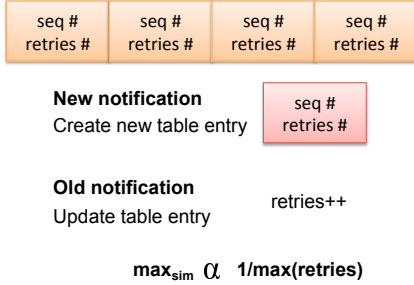 seq # seq # seq # seq #
retries # retries # retries # retries #
New notification
Create new table entry
seq #
retries #
Old notification
Update table entry
retries++
max_sim α 1/max(retries)